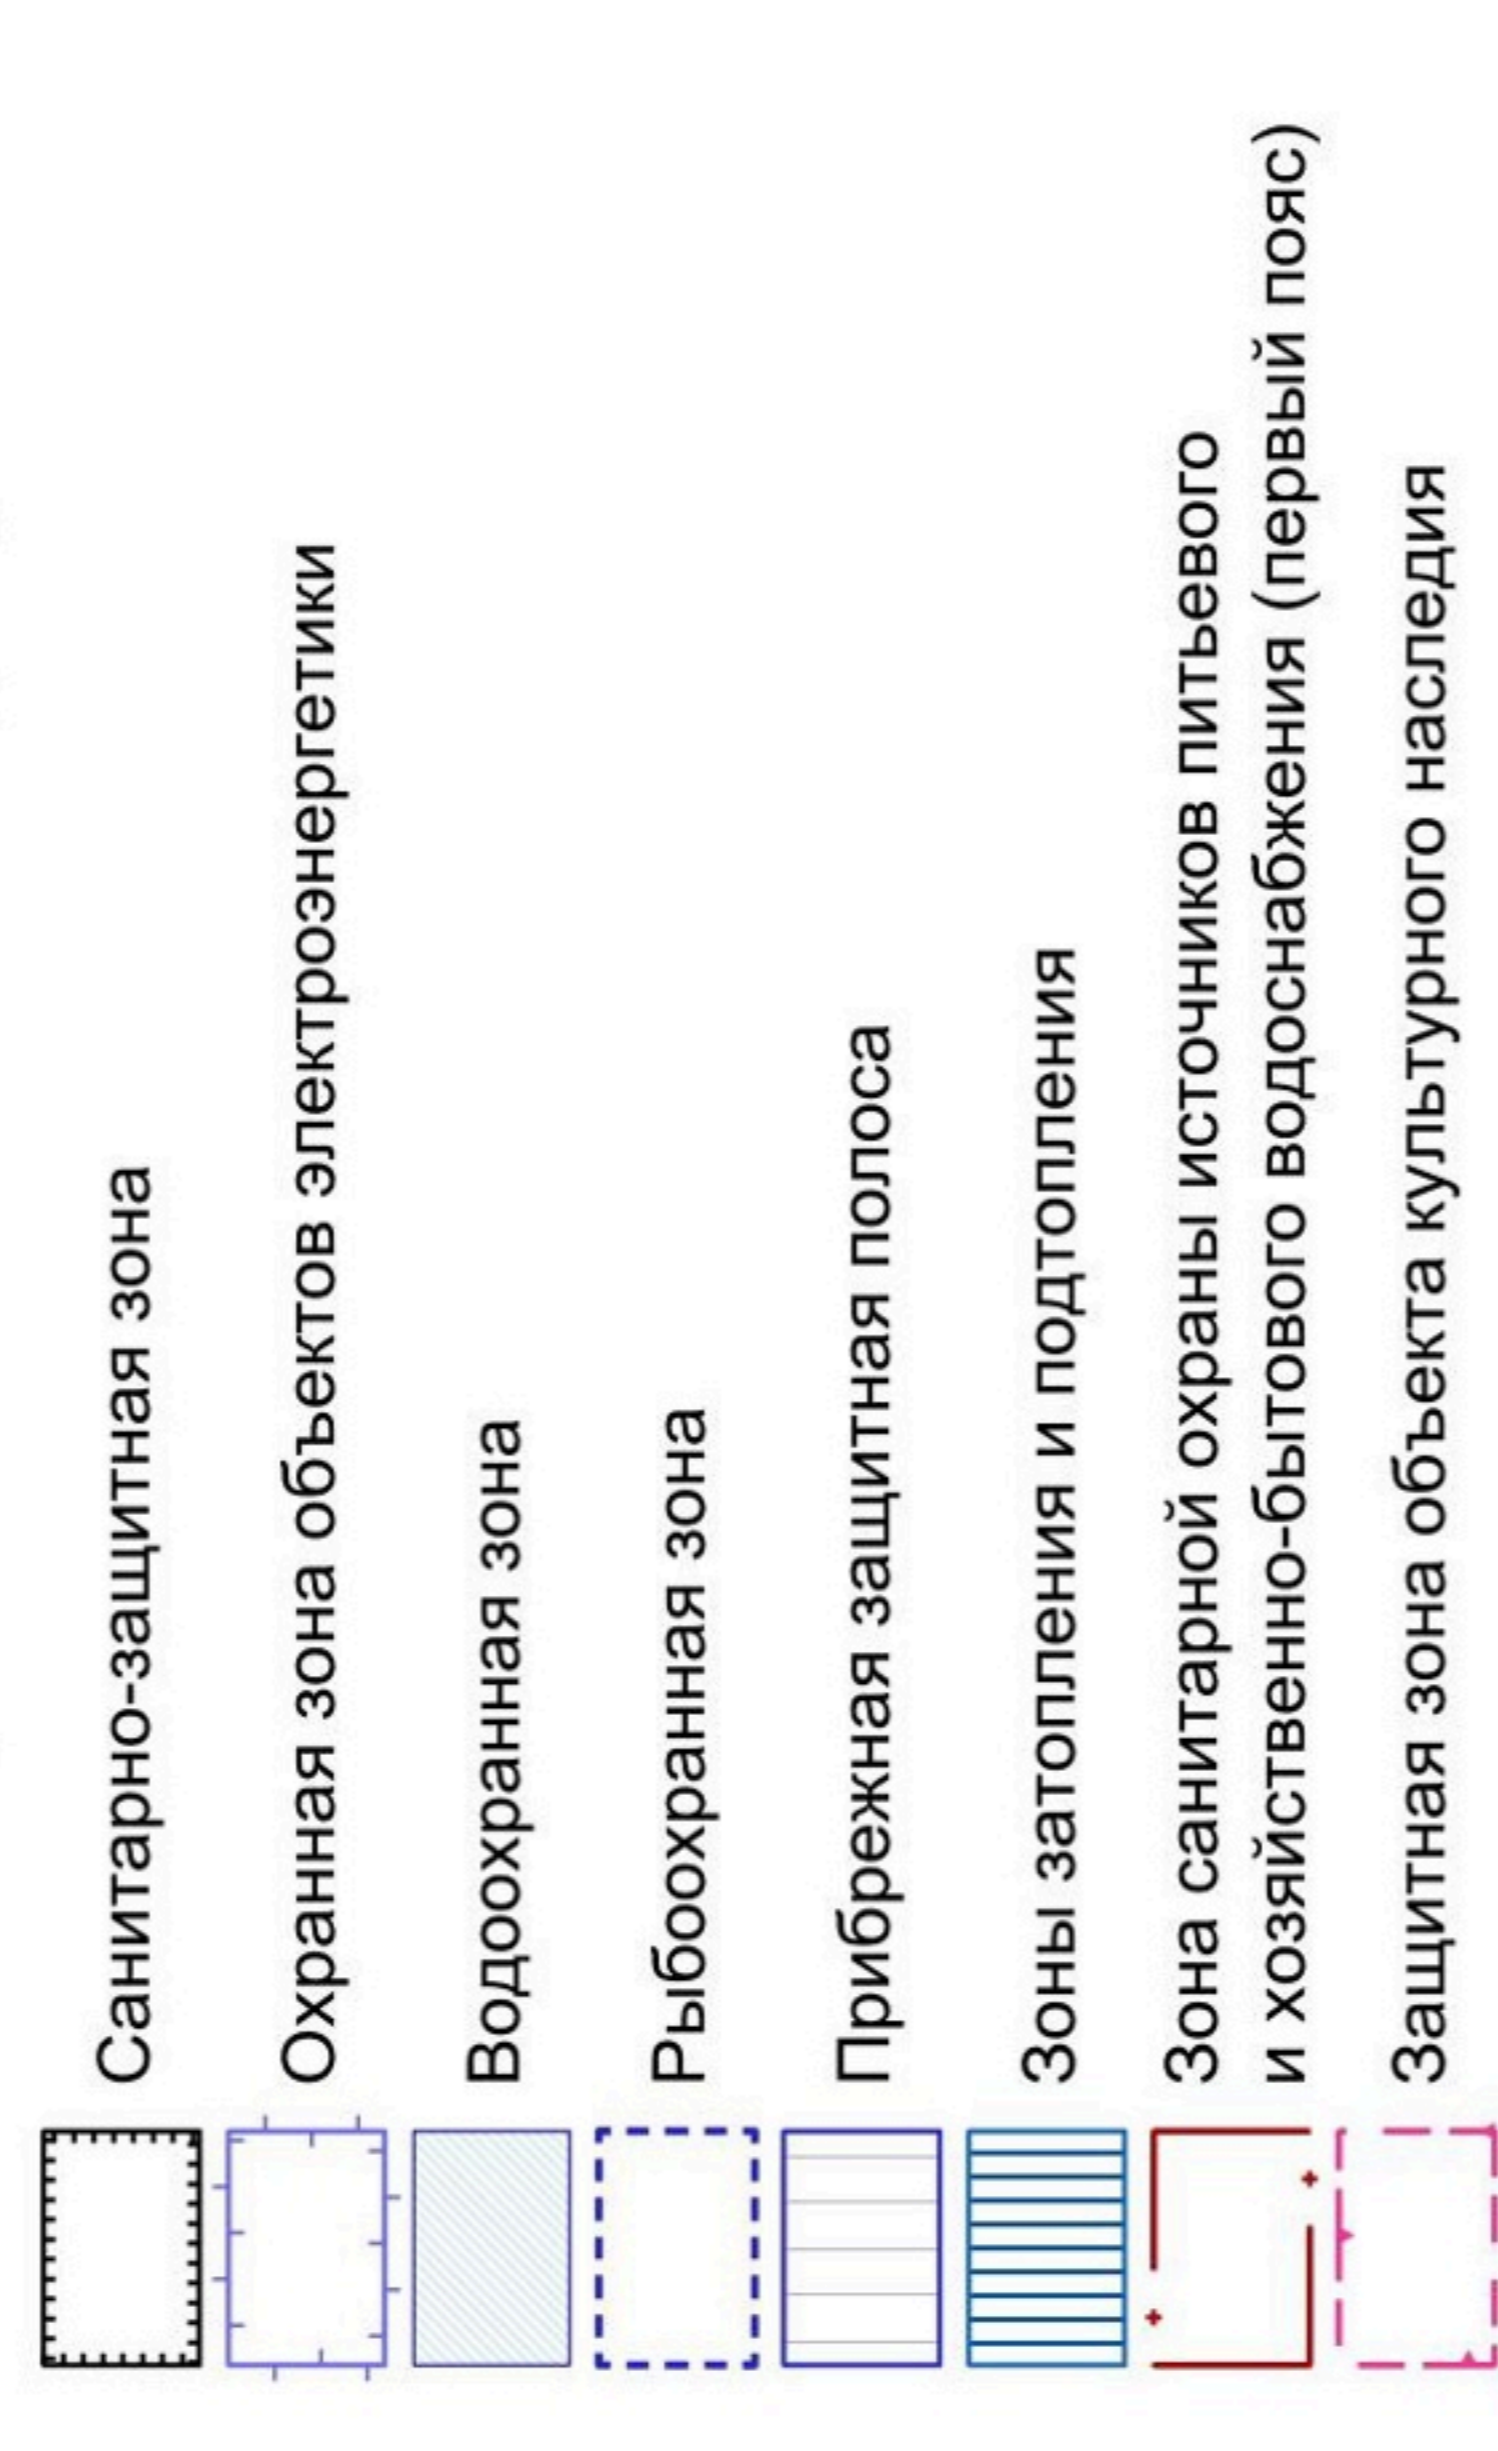 Санитарно-защитная зона
Охранная зона объектов электроэнергетики
Водоохранная зона
Рыбоохранная зона
Прибрежная защитная полоса
Зоны затопления и подтопления
Зона санитарной охраны источников питьевого
и хозяйственно-бытового водоснабжения (первый пояс)
Защитная зона объекта культурного наследия